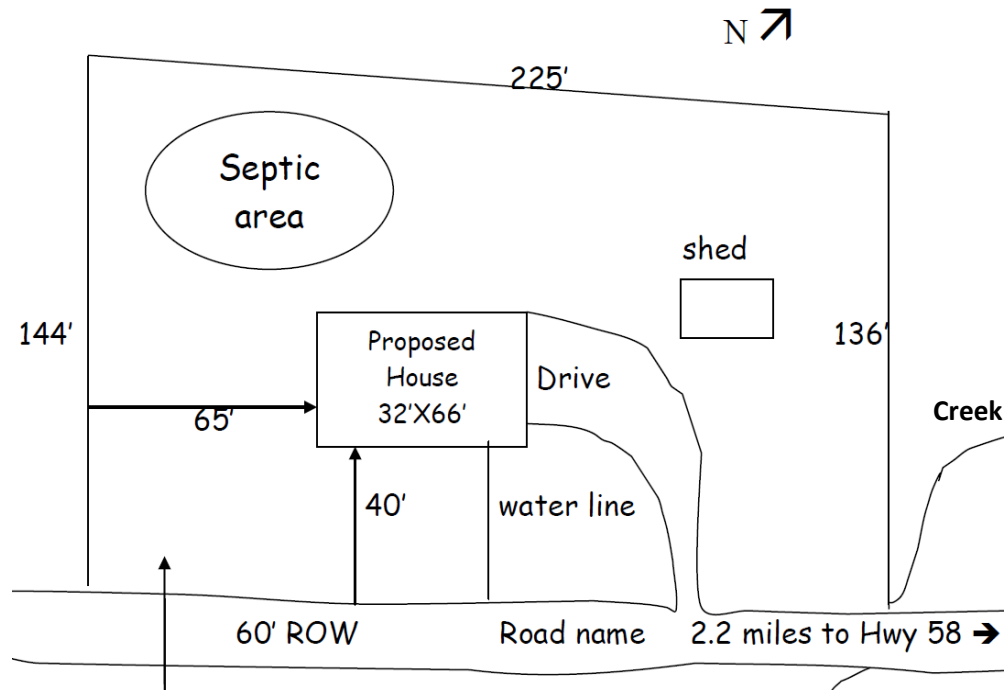 N
225’
Septic
area
shed
144’
Proposed
House
32’X66’
Drive
136’
65’
Creek
40’
water line
60’ ROW
Road name
2.2 miles to Hwy 58